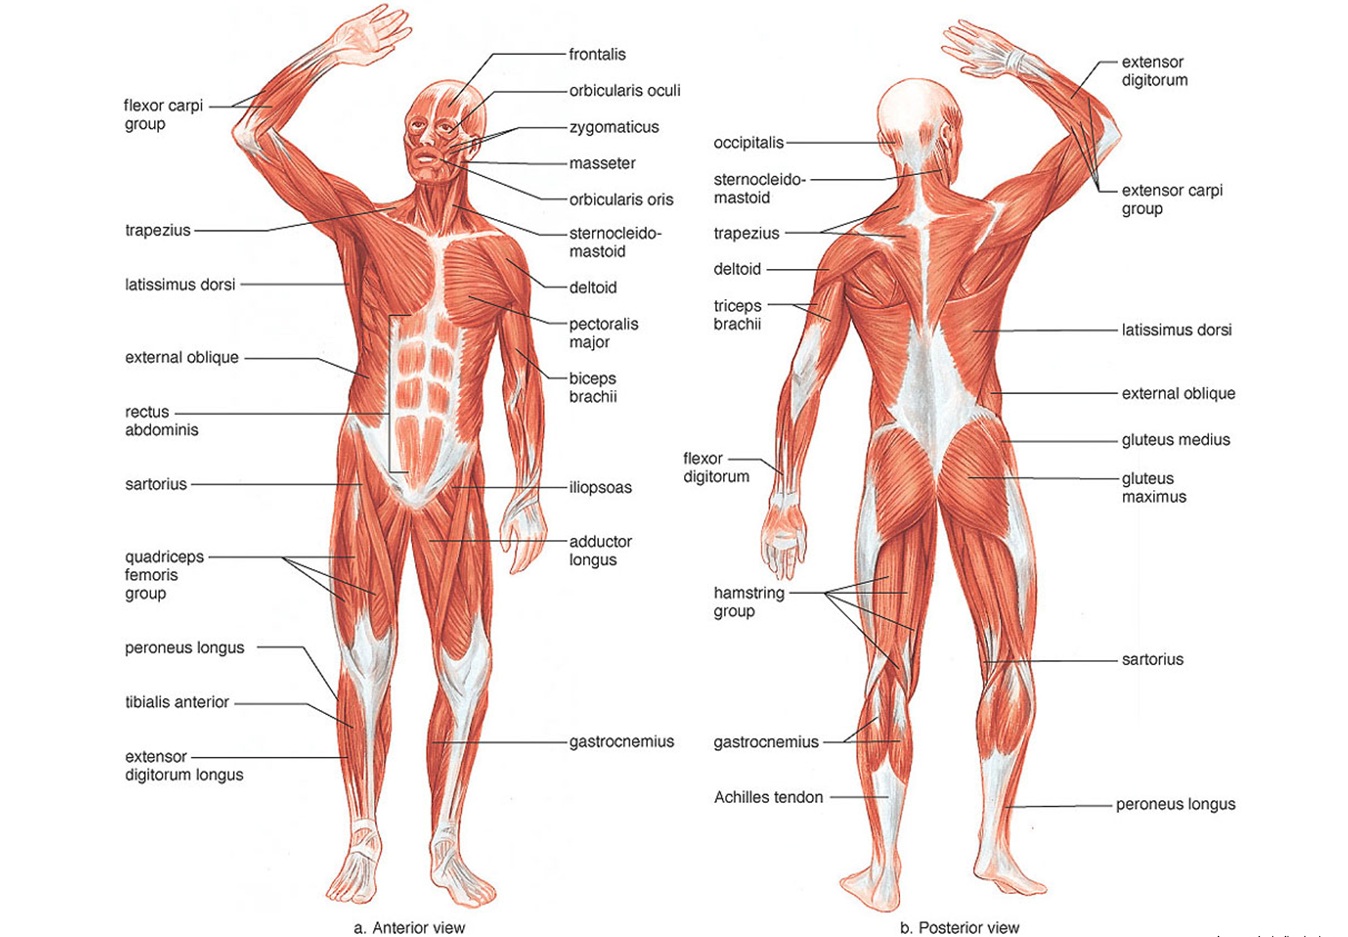 frontalis
orbicularis oculi
zygomaticus
masseter
orbicularis oris
sternocleido-
mastoid
deltoid
pectoralis
major
biceps
brachii
iliopsoas
adductor
longus
gastrocnemius
flexor carpi
group
trapezius
latissimus dorsi
external oblique
rectus
abdominis
sartorius
quadriceps
femoris
group
peroneus longus
tibialis anterior
extensor
digitorum longus
a. Anterior view
occipitalis
sternocleido-
mastoid
trapezius
deltoid
triceps
brachii
flexor
digitorum
hamstring
group
gastrocnemius
Achilles tendon
extensor
digitorum
extensor carpi
group
latissimus dorsi
external oblique
gluteus medius
gluteus
maximus
sartorius
peroneus longus
b. Posterior view